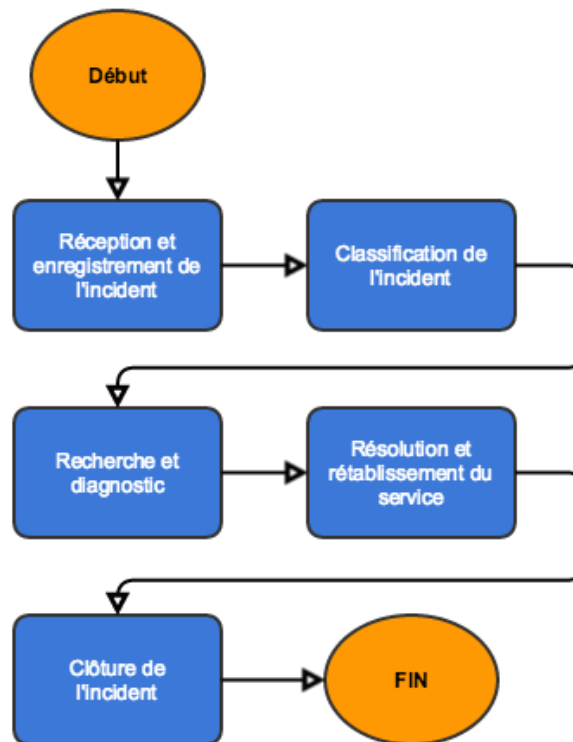 Début
Réception et
enregistrement de
l'incident
Classification de
l'incident
Recherche et
diagnostic
Résolution et
rétablissement du
service
Clôture de
l'incident
FIN